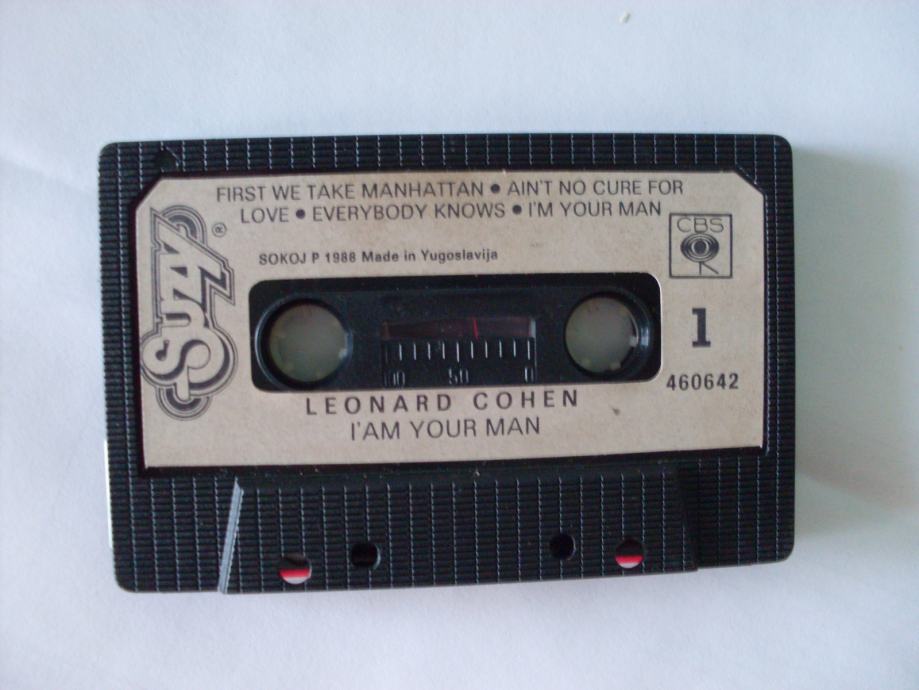 FIRST WE TAKE MANHATTAN • AIN'T NO CURE FOR
LOVE • EVERYBODY KNOWS • I'M YOUR MAN
SUZY ®
CBS
SOKOJ P 1988 Made in Yugoslavija
1
100 50 0
460642
LEONARD COHEN
I'AM YOUR MAN